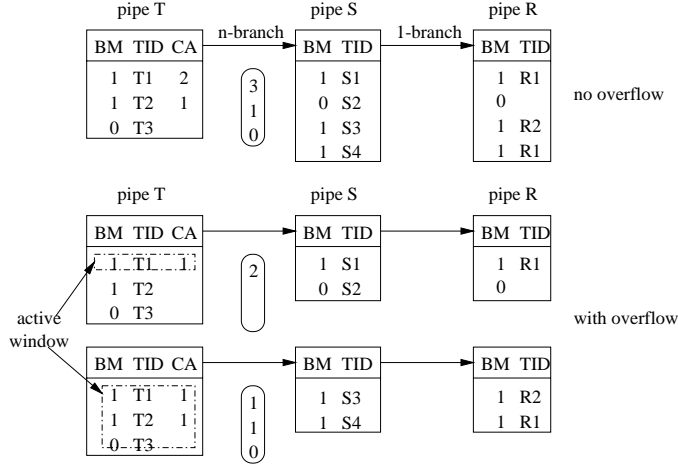 pipe T n-branch pipe S 1-branch pipe R
BM TID CA BM TID BM TID
1 T1 2 3 1 S1 1 R1
1 T2 1 1 0 S2 0 no overflow
0 T3 0 1 S3 1 R2
1 S4 1 R1
pipe T pipe S pipe R
BM TID CA BM TID BM TID
1 T1 1 2 1 S1 1 R1
1 T2 0 S2 0
0 T3
active
window
with overflow
BM TID CA BM TID BM TID
1 T1 1 1 1 S3 1 R2
1 T2 1 1 1 S4 1 R1
0 T3 0